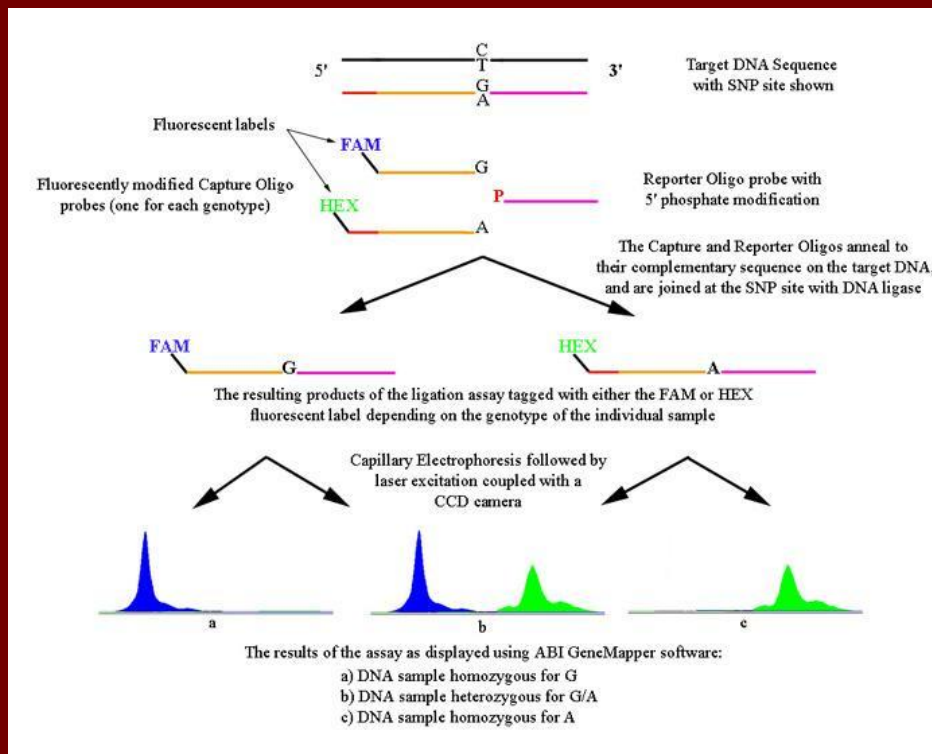 C
T
5' 3'
G
A
Target DNA Sequence
with SNP site shown
Fluorescent labels
FAM
G
Fluorescently modified Capture Oligo
probes (one for each genotype)
HEX
A
P
Reporter Oligo probe with
5' phosphate modification
The Capture and Reporter Oligos anneal to
their complementary sequence on the target DNA,
and are joined at the SNP site with DNA ligase
FAM
G
HEX
A
The resulting products of the ligation assay tagged with either the FAM or HEX
fluorescent label depending on the genotype of the individual sample
Capillary Electrophoresis followed by
laser excitation coupled with a
CCD camera
a
b
c
The results of the assay as displayed using ABI GeneMapper software:
a) DNA sample homozygous for G
b) DNA sample heterozygous for G/A
c) DNA sample homozygous for A